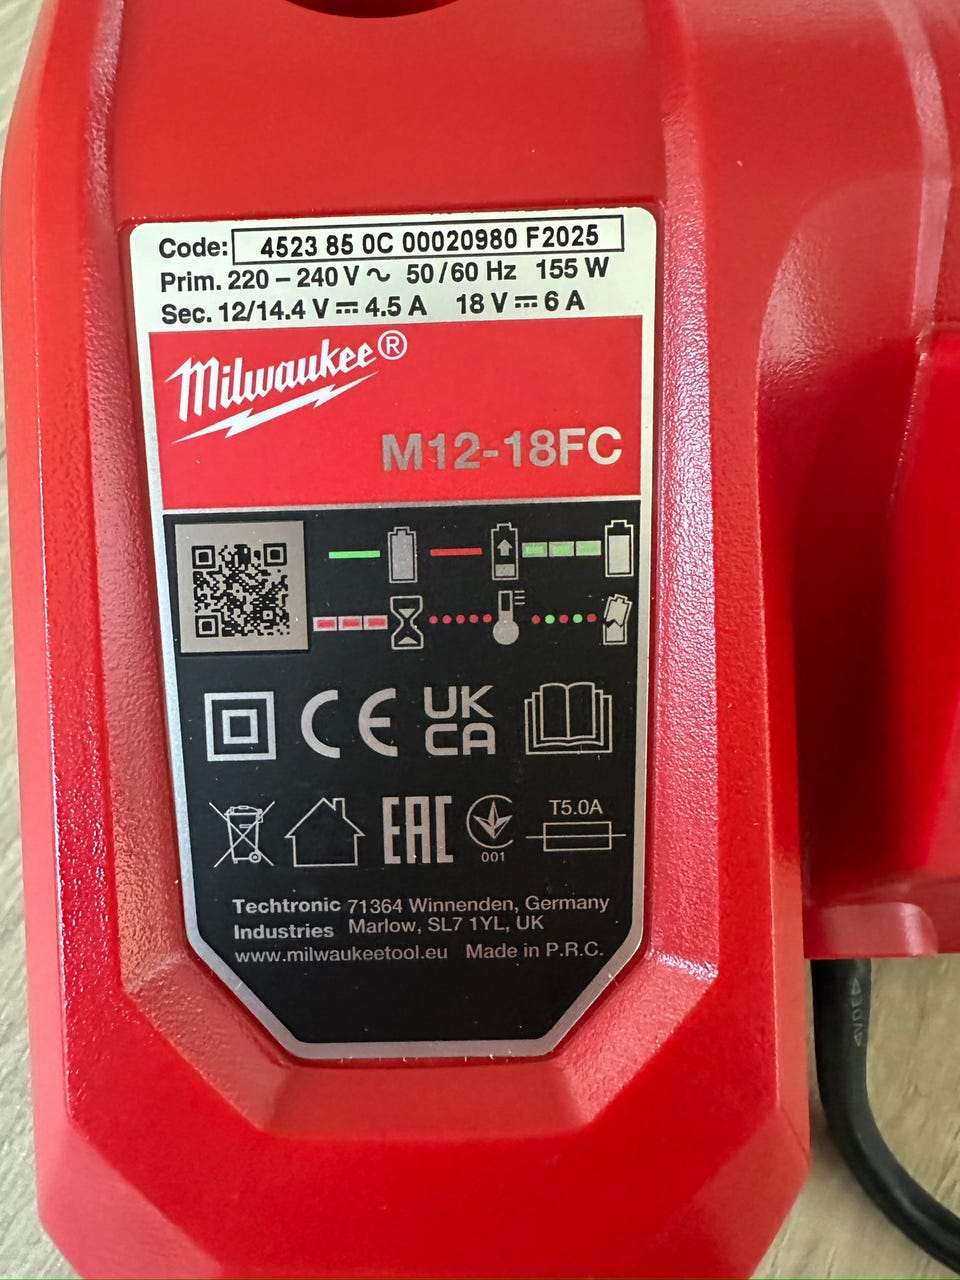 Code: 4523 85 0C 00020980 F2025
Prim. 220 – 240 V ~ 50/60 Hz 155 W
Sec. 12/14.4 V ⎓ 4.5 A 18 V ⎓ 6 A
Milwaukee®
M12-18FC
CE UK CA
EAC 001 T5.0A
Techtronic 71364 Winnenden, Germany
Industries Marlow, SL7 1YL, UK
www.milwaukeetool.eu Made in P.R.C.